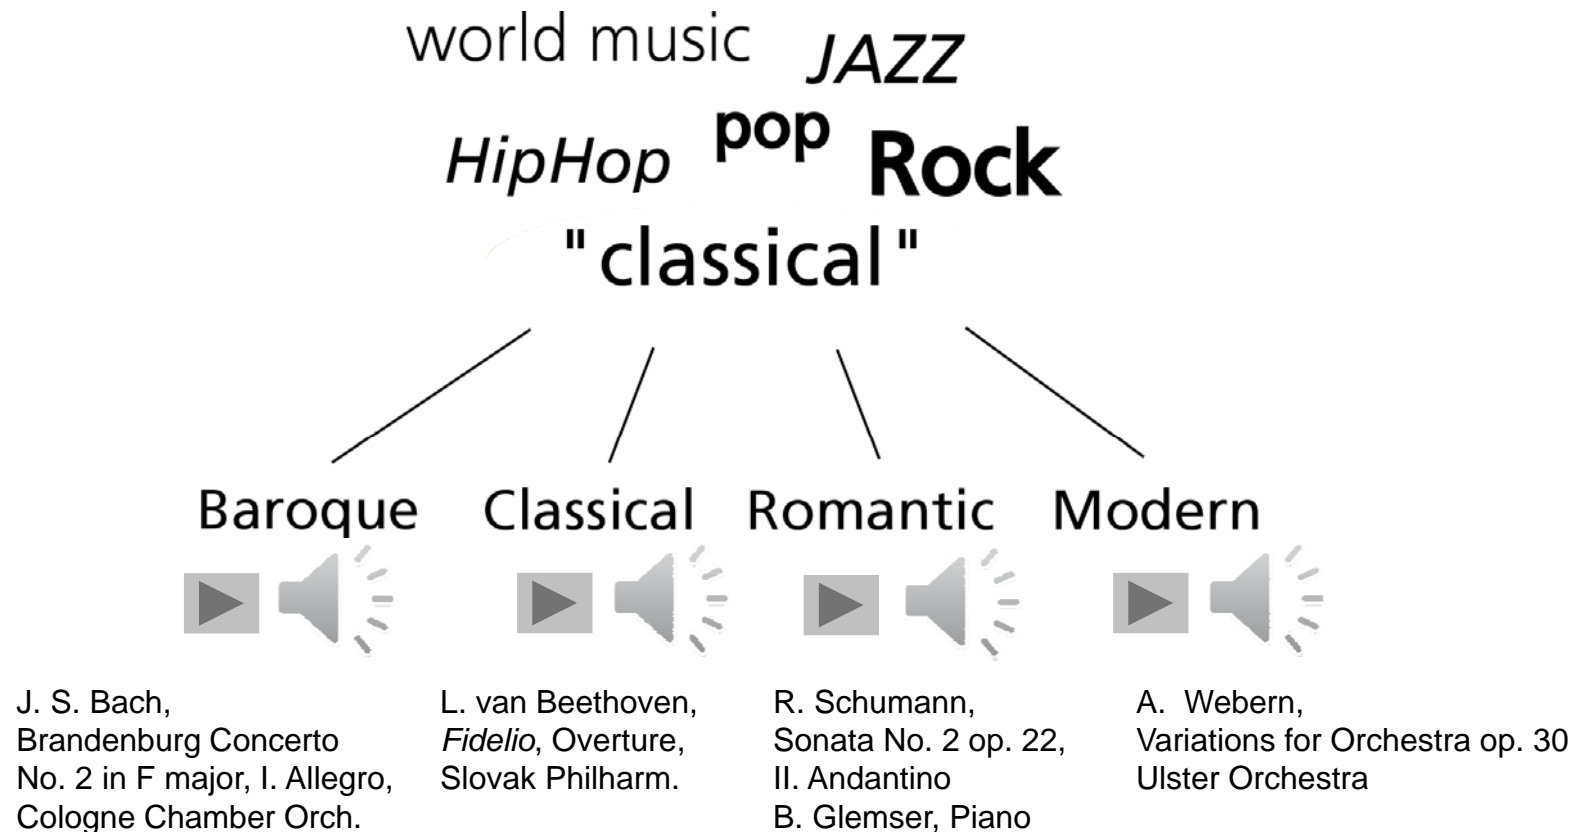 world music
JAZZ
HipHop
pop
Rock
"classical"
Baroque
Classical
Romantic
Modern
J. S. Bach,
Brandenburg Concerto
No. 2 in F major, I. Allegro,
Cologne Chamber Orch.
L. van Beethoven,
Fidelio, Overture,
Slovak Philharm.
R. Schumann,
Sonata No. 2 op. 22,
II. Andantino
B. Glemser, Piano
A. Webern,
Variations for Orchestra op. 30
Ulster Orchestra